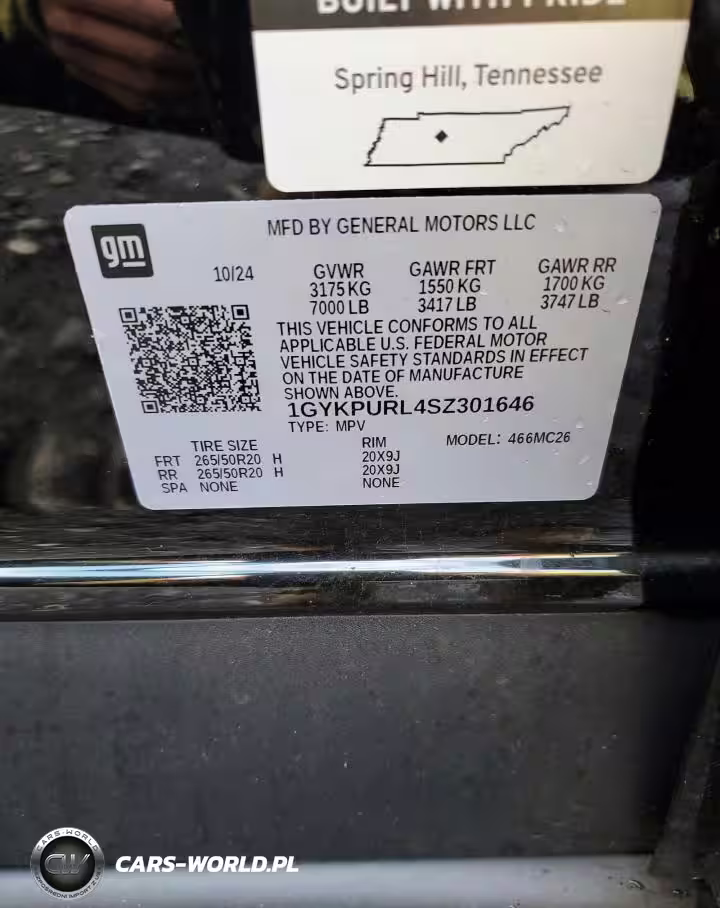 BUILT WITH PRIDE
Spring Hill, Tennessee
gm
MFD BY GENERAL MOTORS LLC
10/24
GVWR GAWR FRT GAWR RR
3175 KG 1550 KG 1700 KG
7000 LB 3417 LB 3747 LB
THIS VEHICLE CONFORMS TO ALL
APPLICABLE U.S. FEDERAL MOTOR
VEHICLE SAFETY STANDARDS IN EFFECT
ON THE DATE OF MANUFACTURE
SHOWN ABOVE.
1GYKPURL4SZ301646
TYPE: MPV
TIRE SIZE RIM MODEL: 466MC26
FRT 265/50R20 H 20X9J
RR 265/50R20 H 20X9J
SPA NONE NONE
CARS-WORLD
CW
CARS-WORLD.PL